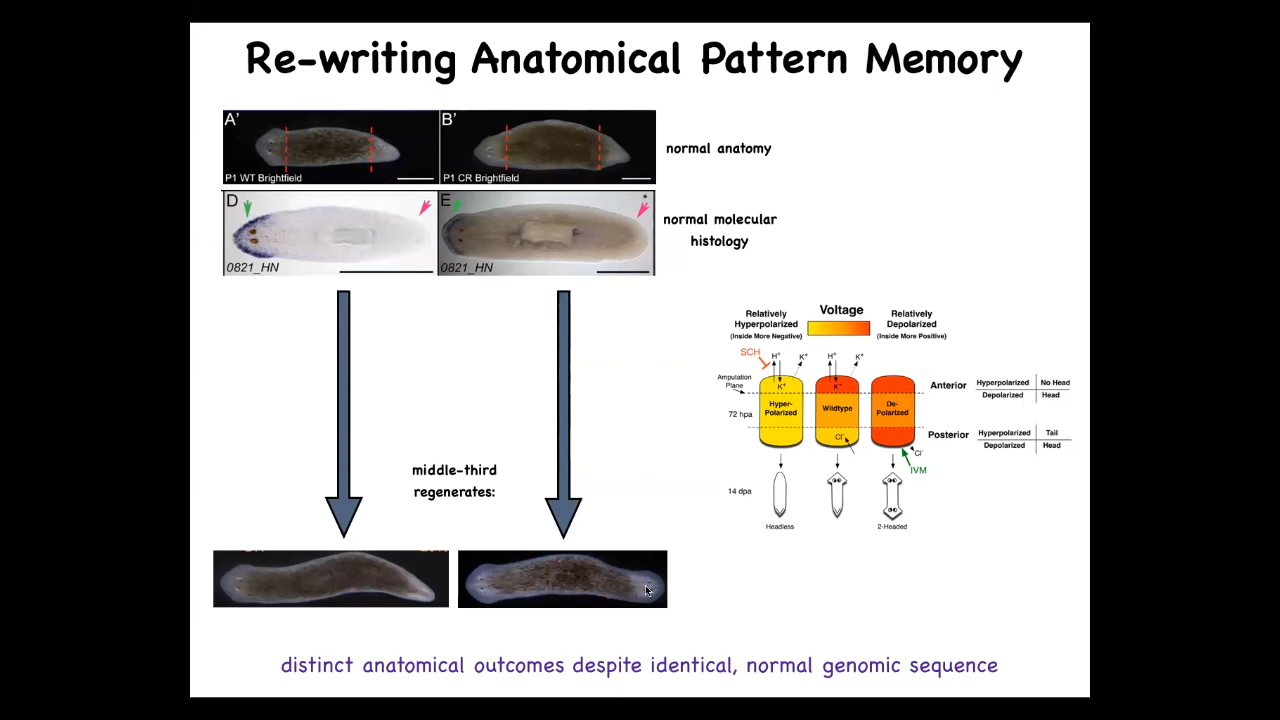 Re-writing Anatomical Pattern Memory
A'
P1 WT Brightfield
B'
P1 CR Brightfield
normal anatomy
D
0821_HN
E
*
0821_HN
normal molecular
histology
middle-third
regenerates:
Voltage
Relatively
Hyperpolarized
(Inside More Negative)
Relatively
Depolarized
(Inside More Positive)
SCH
H+
K+
H+
K+
Amputation
Plane
K+
K+
72 hpa
Hyper-
Polarized
Wildtype
De-
Polarized
Cl-
Cl-
IVM
Anterior
Hyperpolarized No Head
Depolarized Head
Posterior
Hyperpolarized Tail
Depolarized Head
14 dpa
Headless
2-Headed
distinct anatomical outcomes despite identical, normal genomic sequence